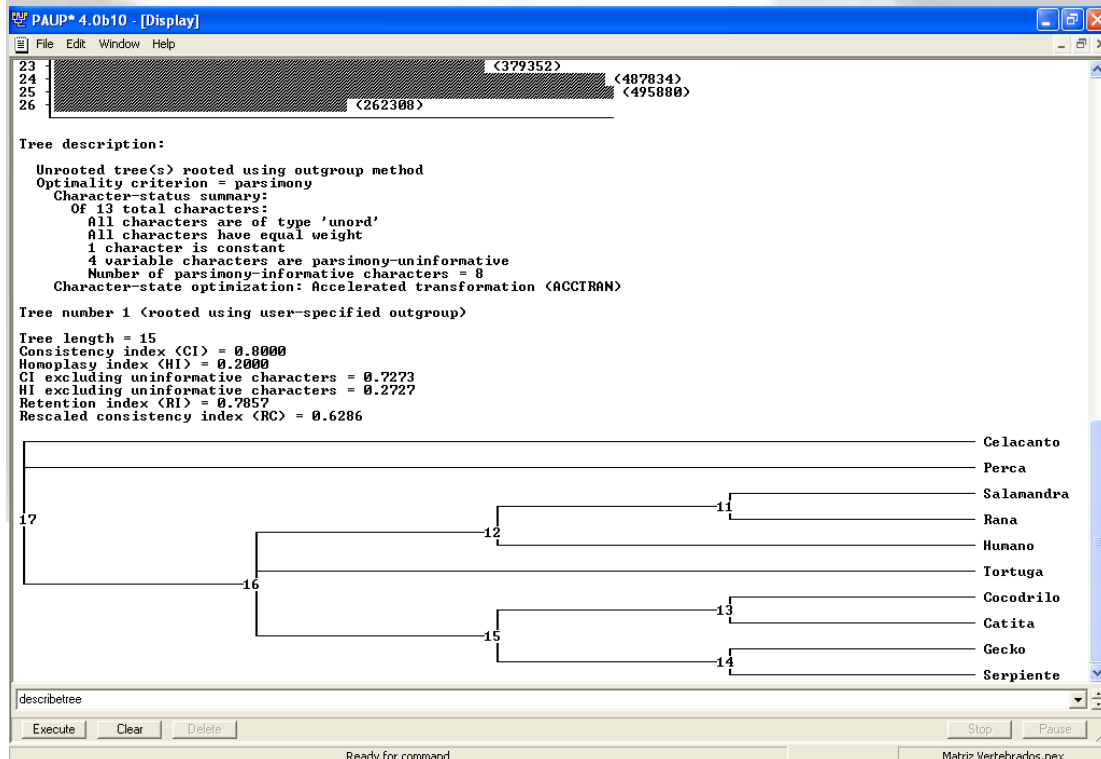 PAUP* 4.0b10 - [Display]
File Edit Window Help
23 (379352)
24 (487834)
25 (495880)
26 (262308)
Tree description:
Unrooted tree(s) rooted using outgroup method
Optimality criterion = parsimony
Character-status summary:
Of 13 total characters:
All characters are of type 'unord'
All characters have equal weight
1 character is constant
4 variable characters are parsimony-uninformative
Number of parsimony-informative characters = 8
Character-state optimization: Accelerated transformation (ACCTRAN)
Tree number 1 (rooted using user-specified outgroup)
Tree length = 15
Consistency index (CI) = 0.8000
Homoplasy index (HI) = 0.2000
CI excluding uninformative characters = 0.7273
HI excluding uninformative characters = 0.2727
Retention index (RI) = 0.7857
Rescaled consistency index (RC) = 0.6286
Celacanto
Perca
Salamandra
11
17 Rana
12
Humano
Tortuga
16
Cocodrilo
13
Catita
15
Gecko
14
Serpiente
describetree
Execute Clear Delete Stop Pause
Ready for command Matriz Vertebrados.nex